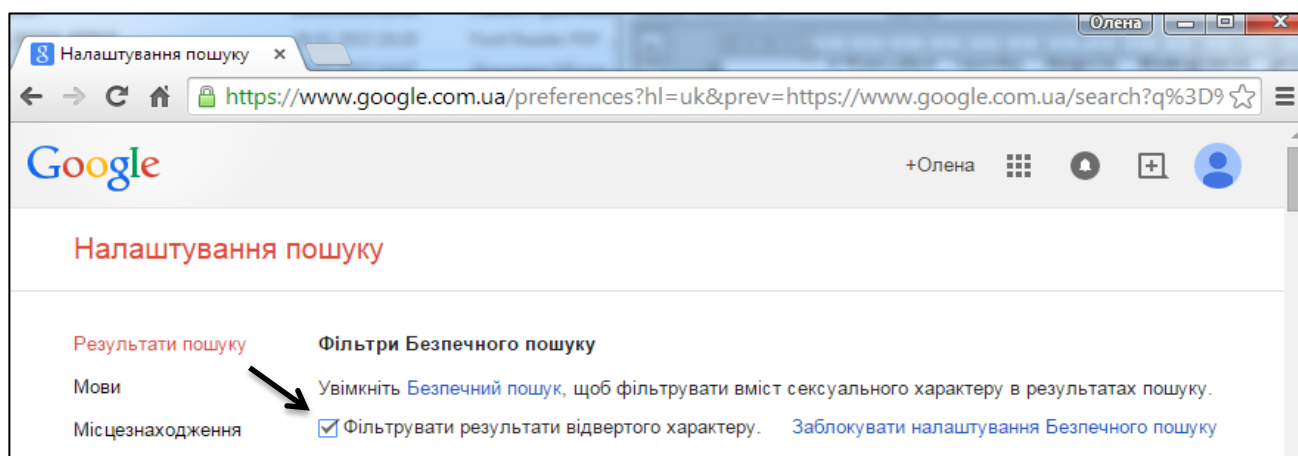 Олена
Налаштування пошуку
https://www.google.com.ua/preferences?hl=uk&prev=https://www.google.com.ua/search?q%3D9
Google
+Олена
Налаштування пошуку
Результати пошуку
Фільтри Безпечного пошуку
Мови
Увімкніть Безпечний пошук, щоб фільтрувати вміст сексуального характеру в результатах пошуку.
Місцезнаходження
Фільтрувати результати відвертого характеру. Заблокувати налаштування Безпечного пошуку